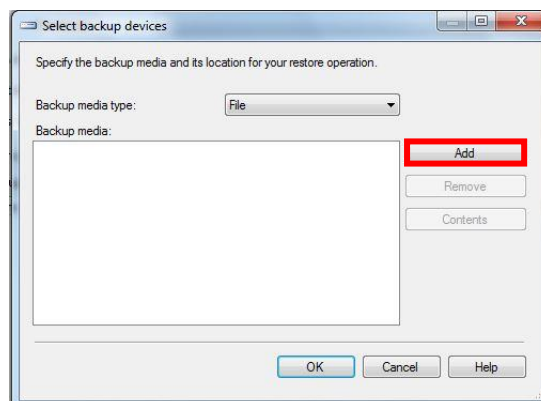 Select backup devices
Specify the backup media and its location for your restore operation.
Backup media type:
File
Backup media:
Add
Remove
Contents
OK
Cancel
Help